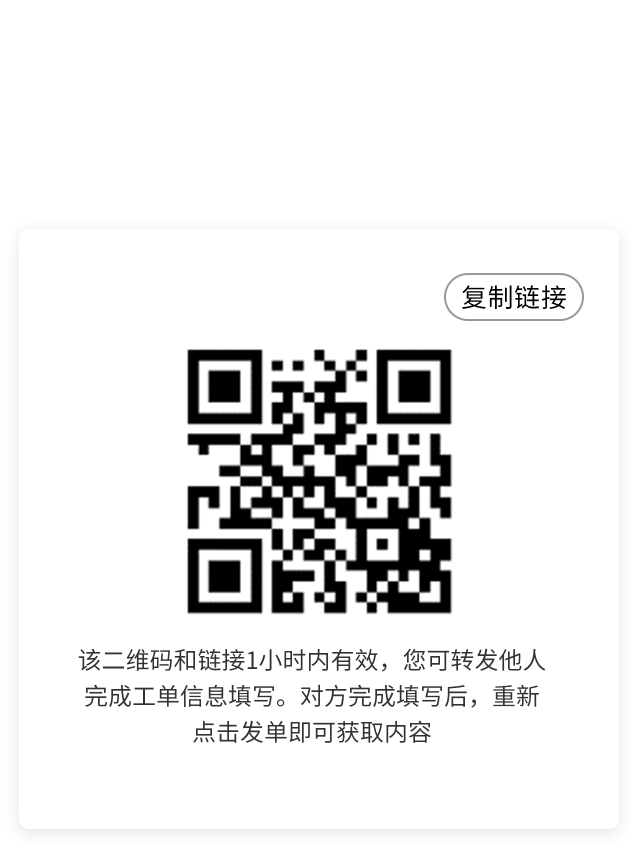 复制链接
该二维码和链接1小时内有效，您可转发他人
完成工单信息填写。对方完成填写后，重新
点击发单即可获取内容